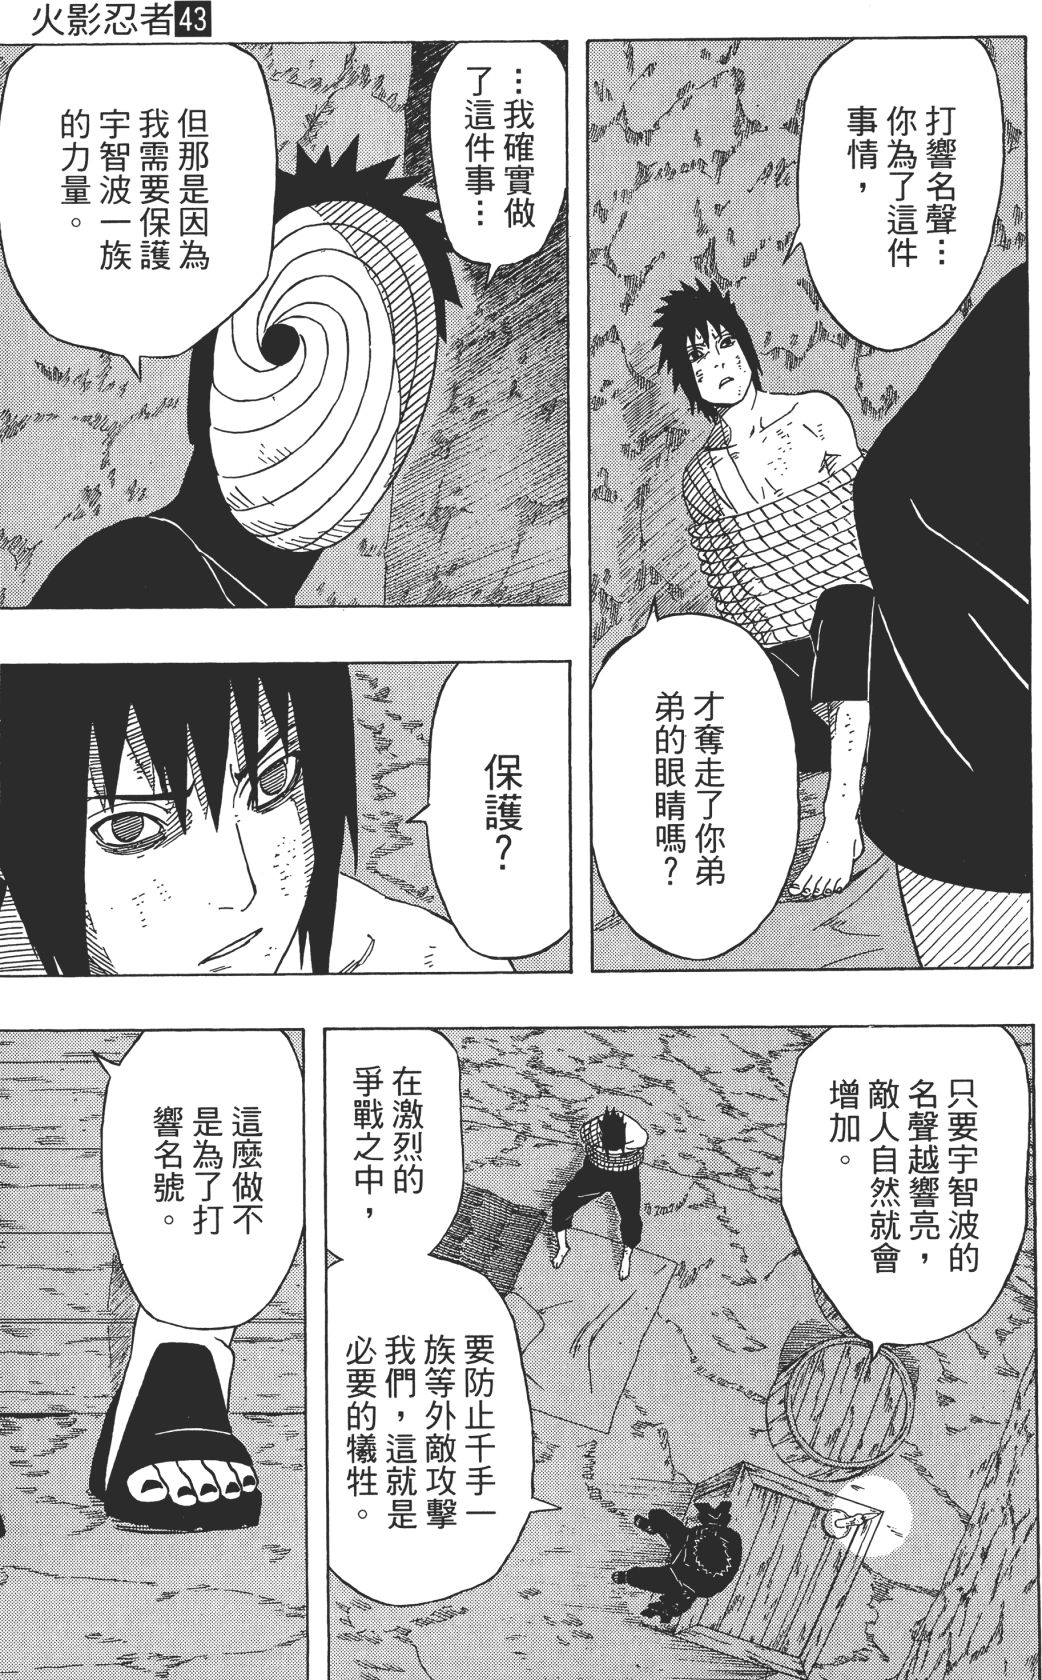 火影忍者43
打響名聲…
你為了這件
事情，
才奪走了你弟
弟的眼睛嗎？
…我確實做
了這件事…
但那是因為
我需要保護
宇智波一族
的力量。
保護？
只要宇智波的
名聲越響亮，
敵人自然就會
增加。
在激烈的
爭戰之中，
要防止千手一
族等外敵攻擊
我們，這就是
必要的犧牲。
這麼做不
是為了打
響名號。